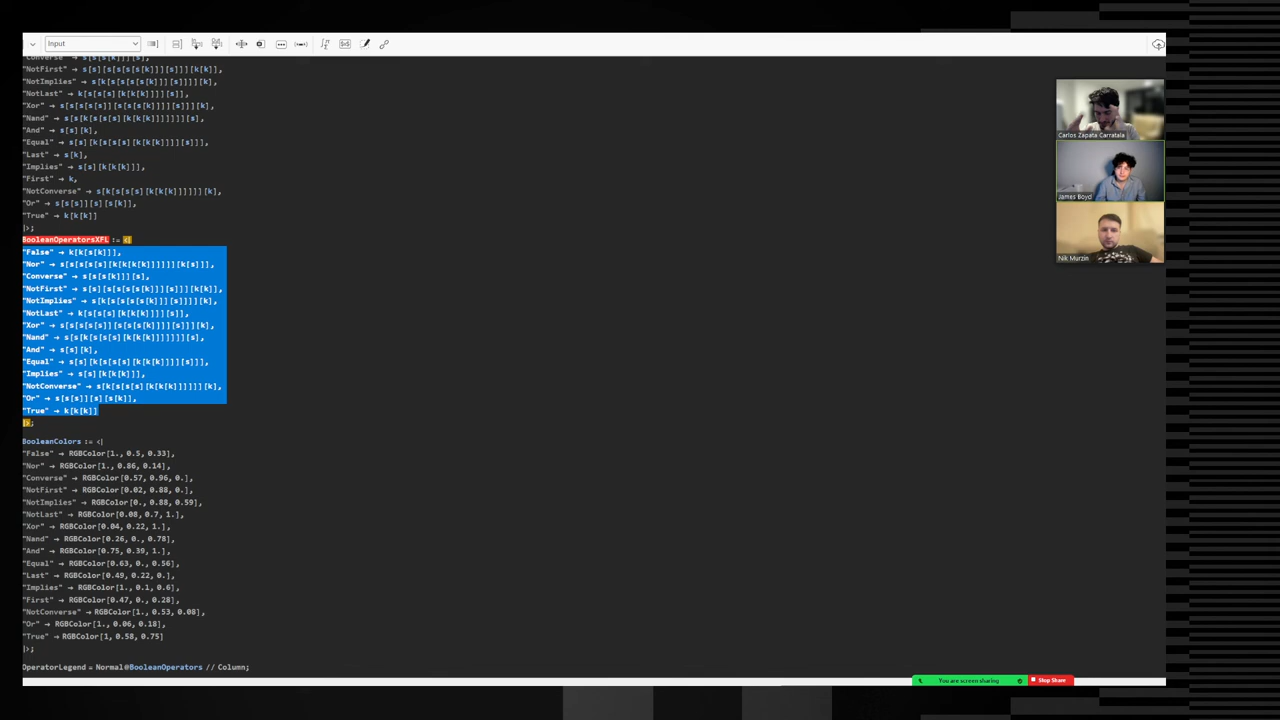 Input
"Converse" → s[s[s[k]]][s],
"NotFirst" → s[s][s[s[s[s[k]]][s]]][k[k]],
"NotImplies" → s[k[s[s[s[s[k]]][s]]]][k],
"NotLast" → k[s[s[s][k[k[k]]]][s]],
"Xor" → s[s[s[s]][s[s[s[k]]]][s]]][k],
"Nand" → s[s[k[s[s[s][k[k[k]]]]]]][s],
"And" → s[s][k],
"Equal" → s[s][k[s[s[s][k[k[k]]]][s]]],
"Last" → s[k],
"Implies" → s[s][k[k[k]]],
"First" → k,
"NotConverse" → s[k[s[s[s][k[k[k]]]]]][k],
"Or" → s[s[s]][s][s[k]],
"True" → k[k[k]]
|>;
BooleanOperatorsXFL := <|
"False" → k[k[s[k]]],
"Nor" → s[s[s[s[s][k[k[k]]]]]][k[s]]],
"Converse" → s[s[s[k]]][s],
"NotFirst" → s[s][s[s[s[s[k]]][s]]][k[k]],
"NotImplies" → s[k[s[s[s[s[k]]][s]]]][k],
"NotLast" → k[s[s[s][k[k[k]]]][s]],
"Xor" → s[s[s[s]][s[s[s[k]]]][s]]][k],
"Nand" → s[s[k[s[s[s][k[k[k]]]]]]][s],
"And" → s[s][k],
"Equal" → s[s][k[s[s[s][k[k[k]]]][s]]],
"Implies" → s[s][k[k[k]]],
"NotConverse" → s[k[s[s[s][k[k[k]]]]]][k],
"Or" → s[s[s]][s][s[k]],
"True" → k[k[k]]
|>;
BooleanColors := <|
"False" → RGBColor[1., 0.5, 0.33],
"Nor" → RGBColor[1., 0.86, 0.14],
"Converse" → RGBColor[0.57, 0.96, 0.],
"NotFirst" → RGBColor[0.02, 0.88, 0.],
"NotImplies" → RGBColor[0., 0.88, 0.59],
"NotLast" → RGBColor[0.08, 0.7, 1.],
"Xor" → RGBColor[0.04, 0.22, 1.],
"Nand" → RGBColor[0.26, 0., 0.78],
"And" → RGBColor[0.75, 0.39, 1.],
"Equal" → RGBColor[0.63, 0., 0.56],
"Last" → RGBColor[0.49, 0.22, 0.],
"Implies" → RGBColor[1., 0.1, 0.6],
"First" → RGBColor[0.47, 0., 0.28],
"NotConverse" → RGBColor[1., 0.53, 0.08],
"Or" → RGBColor[1., 0.06, 0.18],
"True" → RGBColor[1, 0.58, 0.75]
|>;
OperatorLegend = Normal@BooleanOperators // Column;
Carlos Zapata Carratala
James Boyd
Nik Murzin
You are screen sharing
Stop Share